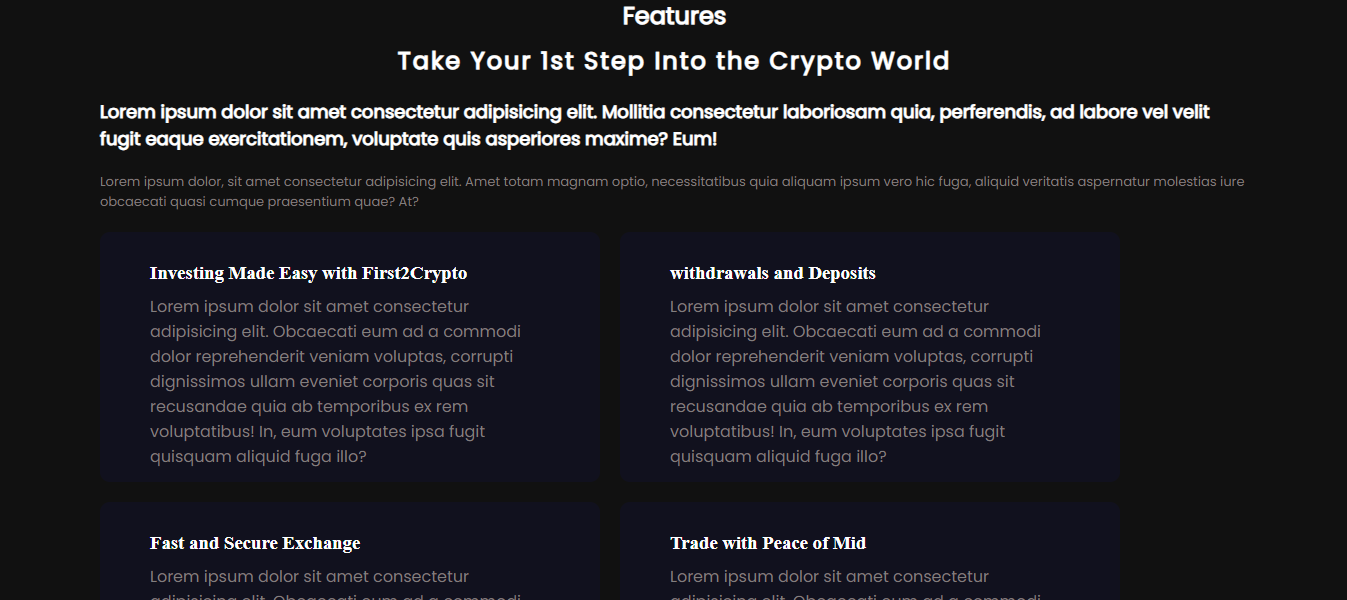 Features
Take Your 1st Step Into the Crypto World
Lorem ipsum dolor sit amet consectetur adipisicing elit. Mollitia consectetur laboriosam quia, perferendis, ad labore vel velit
fugit eaque exercitationem, voluptate quis asperiores maxime? Eum!
Lorem ipsum dolor, sit amet consectetur adipisicing elit. Amet totam magnam optio, necessitatibus quia aliquam ipsum vero hic fuga, aliquid veritatis aspernatur molestias iure
obcaecati quasi cumque praesentium quae? At?
Investing Made Easy with First2Crypto
Lorem ipsum dolor sit amet consectetur
adipisicing elit. Obcaecati eum ad a commodi
dolor reprehenderit veniam voluptas, corrupti
dignissimos ullam eveniet corporis quas sit
recusandae quia ab temporibus ex rem
voluptatibus! In, eum voluptates ipsa fugit
quisquam aliquid fuga illo?
withdrawals and Deposits
Lorem ipsum dolor sit amet consectetur
adipisicing elit. Obcaecati eum ad a commodi
dolor reprehenderit veniam voluptas, corrupti
dignissimos ullam eveniet corporis quas sit
recusandae quia ab temporibus ex rem
voluptatibus! In, eum voluptates ipsa fugit
quisquam aliquid fuga illo?
Fast and Secure Exchange
Lorem ipsum dolor sit amet consectetur
Trade with Peace of Mid
Lorem ipsum dolor sit amet consectetur